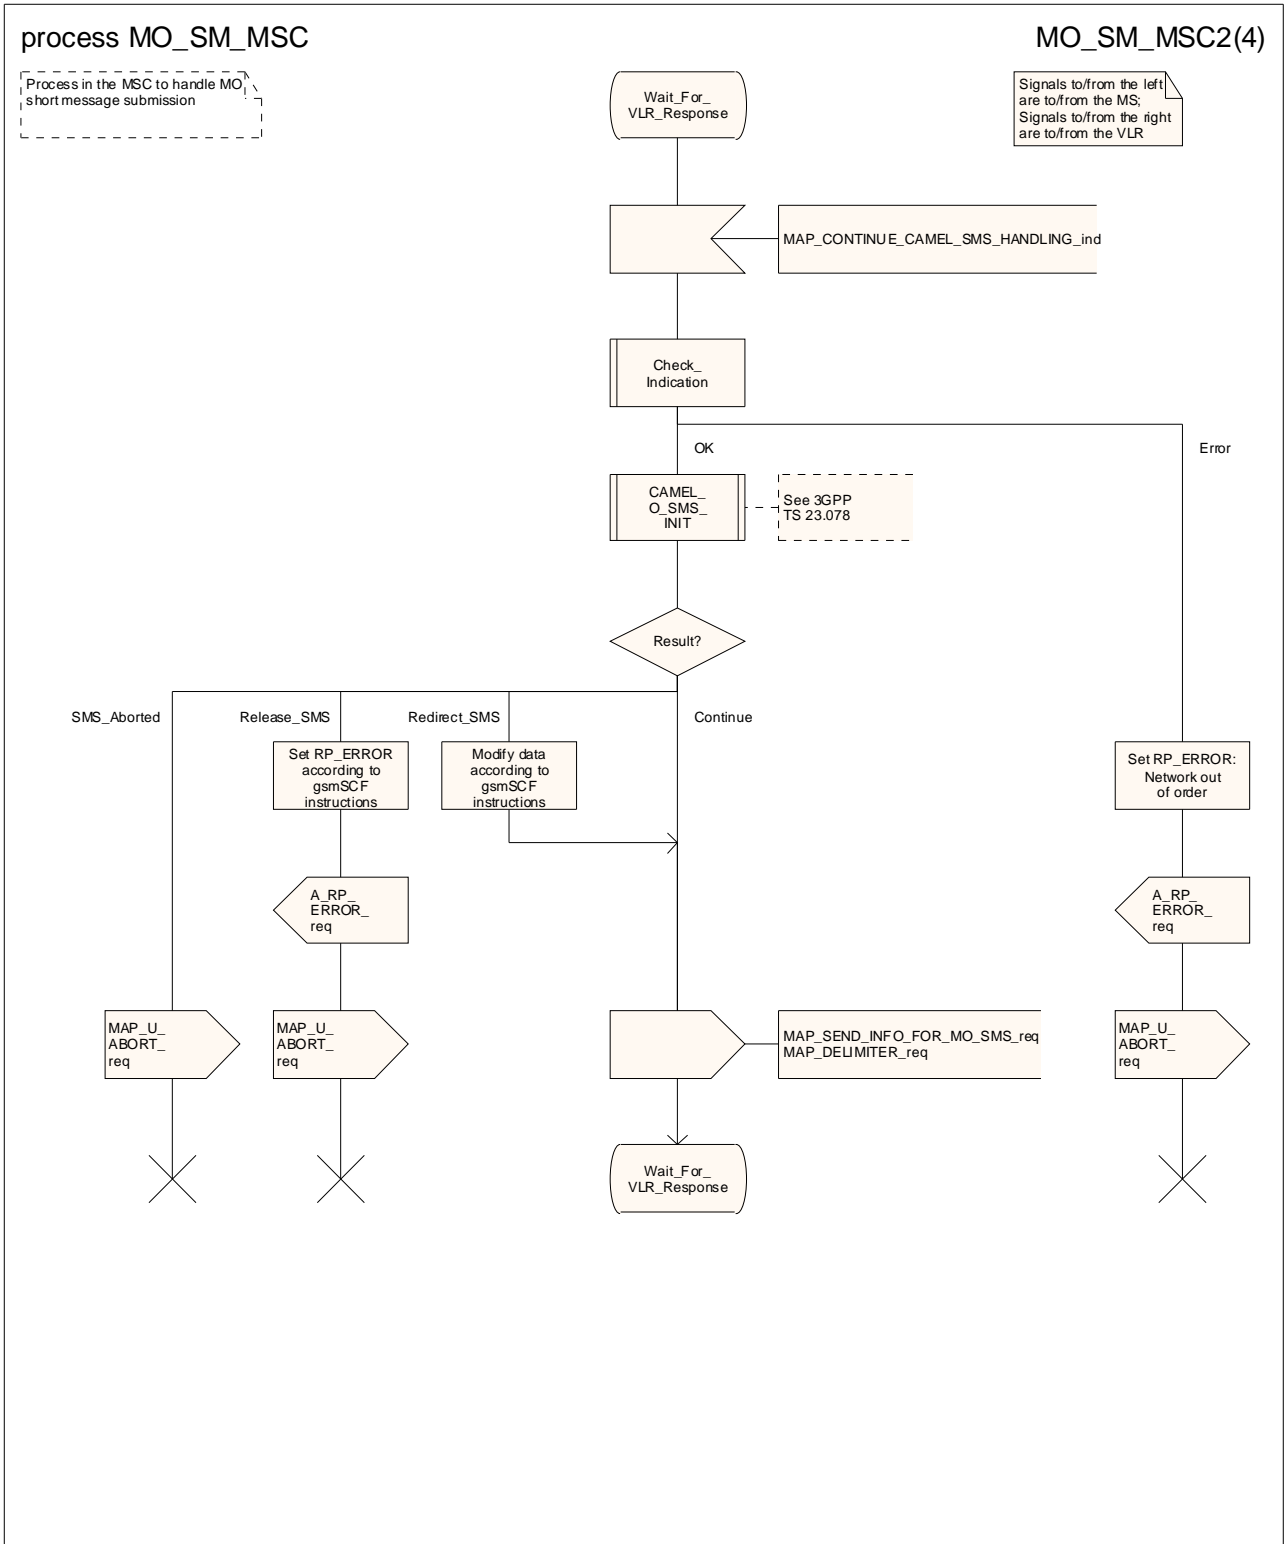 process MO_SM_MSC
MO_SM_MSC2(4)
Process in the MSC to handle MO
short message submission
Wait_For_
VLR_Response
Signals to/from the left
are to/from the MS;
Signals to/from the right
are to/from the VLR
MAP_CONTINUE_CAMEL_SMS_HANDLING_ind
Check_
Indication
OK
Error
CAMEL_
O_SMS_
INIT
See 3GPP
TS 23.078
Result?
SMS_Aborted
Release_SMS
Redirect_SMS
Continue
Set RP_ERROR
according to
gsmSCF
instructions
Modify data
according to
gsmSCF
instructions
Set RP_ERROR:
Network out
of order
A_RP_
ERROR_
req
A_RP_
ERROR_
req
MAP_U_
ABORT_
req
MAP_U_
ABORT_
req
MAP_SEND_INFO_FOR_MO_SMS_req
MAP_DELIMITER_req
MAP_U_
ABORT_
req
Wait_For_
VLR_Response